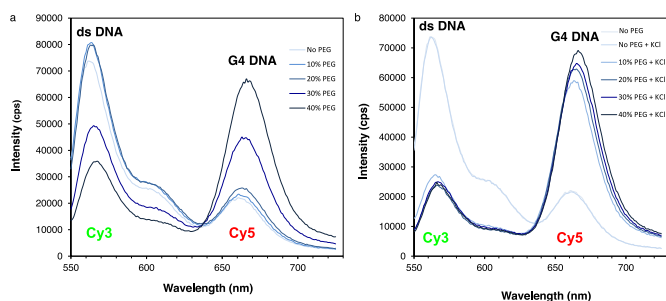 a
ds DNA
G4 DNA
No PEG
10% PEG
20% PEG
30% PEG
40% PEG
Intensity (cps)
90000
80000
70000
60000
50000
40000
30000
20000
10000
0
Cy3
Cy5
550
600
650
700
Wavelength (nm)
b
ds DNA
G4 DNA
No PEG
No PEG + KCl
10% PEG + KCl
20% PEG + KCl
30% PEG + KCl
40% PEG + KCl
Intensity (cps)
80000
70000
60000
50000
40000
30000
20000
10000
0
Cy3
Cy5
550
600
650
700
Wavelength (nm)